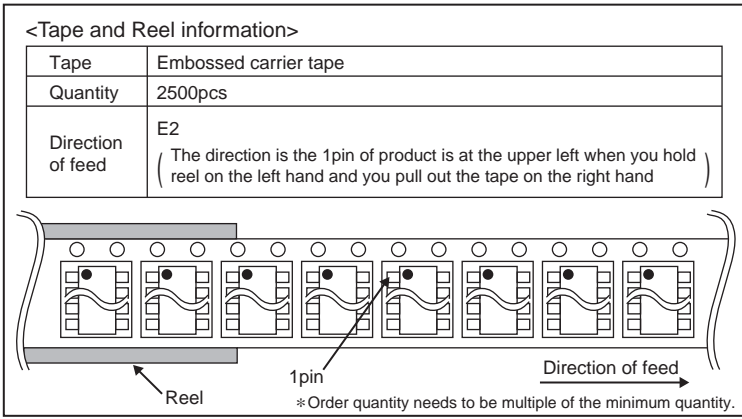 <Tape and Reel information>
Tape Embossed carrier tape
Quantity 2500pcs
Direction of feed E2
The direction is the 1pin of product is at the upper left when you hold
reel on the left hand and you pull out the tape on the right hand
1pin
Direction of feed
Reel
*Order quantity needs to be multiple of the minimum quantity.